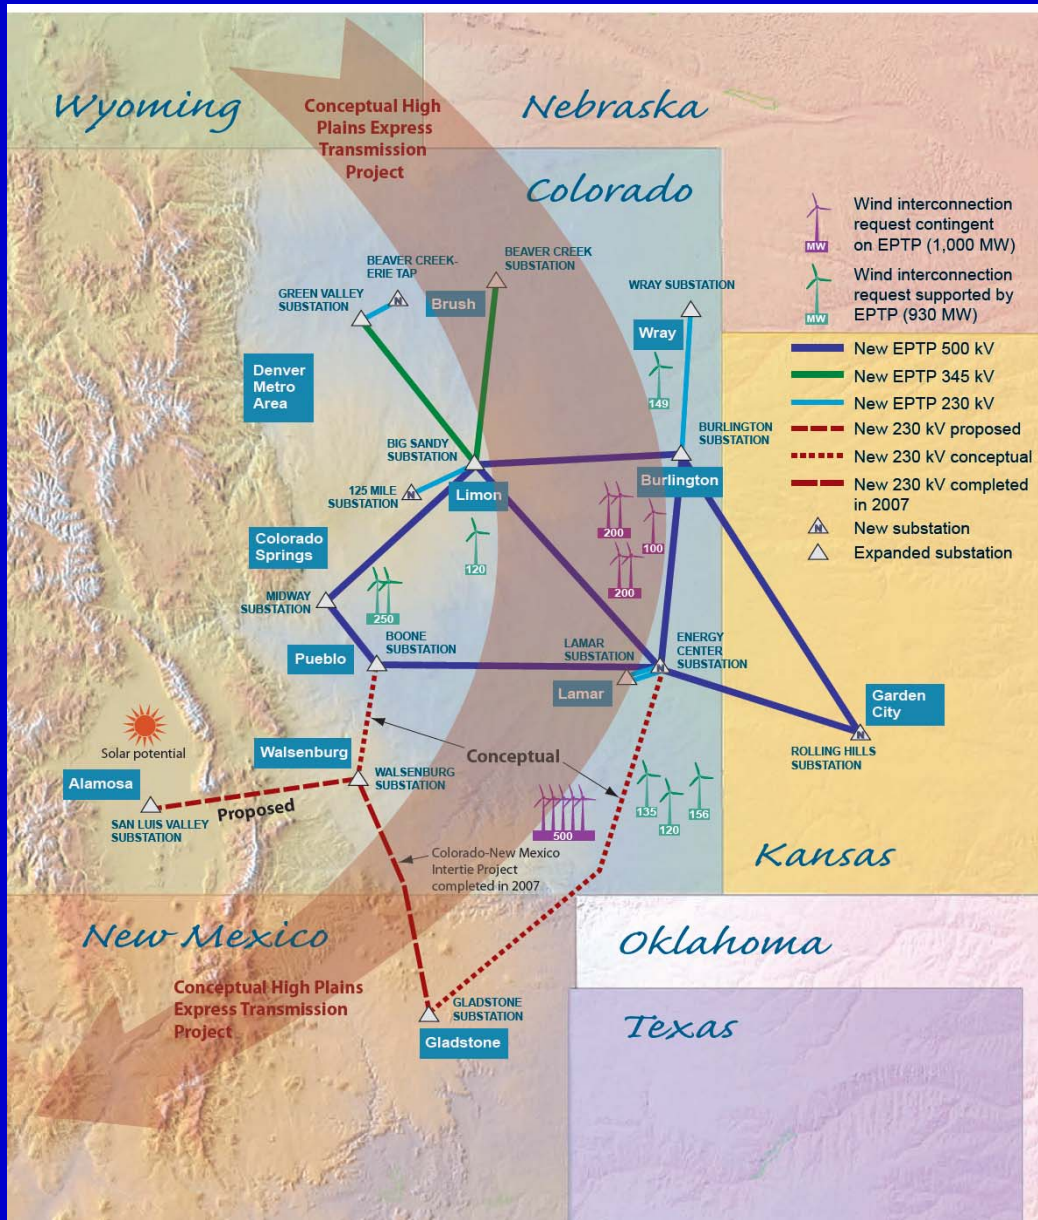 Wyoming
Nebraska
Conceptual High
Plains Express
Transmission
Project
Colorado
Wind interconnection
request contingent
on EPTP (1,000 MW)
MW
Wind interconnection
request supported by
EPTP (930 MW)
MW
New EPTP 500 kV
New EPTP 345 kV
New EPTP 230 kV
New 230 kV proposed
New 230 kV conceptual
New 230 kV completed
in 2007
N
New substation
Expanded substation
BEAVER CREEK
SUBSTATION
BEAVER CREEK-
ERIE TAP
N
GREEN VALLEY
SUBSTATION
Brush
WRAY SUBSTATION
Wray
149
Denver
Metro
Area
BIG SANDY
SUBSTATION
BURLINGTON
SUBSTATION
125 MILE
SUBSTATION
N
Limon
Burlington
120
200
100
200
Colorado
Springs
MIDWAY
SUBSTATION
250
BOONE
SUBSTATION
Pueblo
LAMAR
SUBSTATION
ENERGY
CENTER
SUBSTATION
N
Lamar
Garden
City
N
ROLLING HILLS
SUBSTATION
Solar potential
Walsenburg
Conceptual
Alamosa
WALSENBURG
SUBSTATION
SAN LUIS VALLEY
SUBSTATION
Proposed
500
135
120
156
Colorado-New Mexico
Intertie Project
completed in 2007
Kansas
New Mexico
Oklahoma
Conceptual High Plains
Express Transmission
Project
GLADSTONE
SUBSTATION
Gladstone
Texas